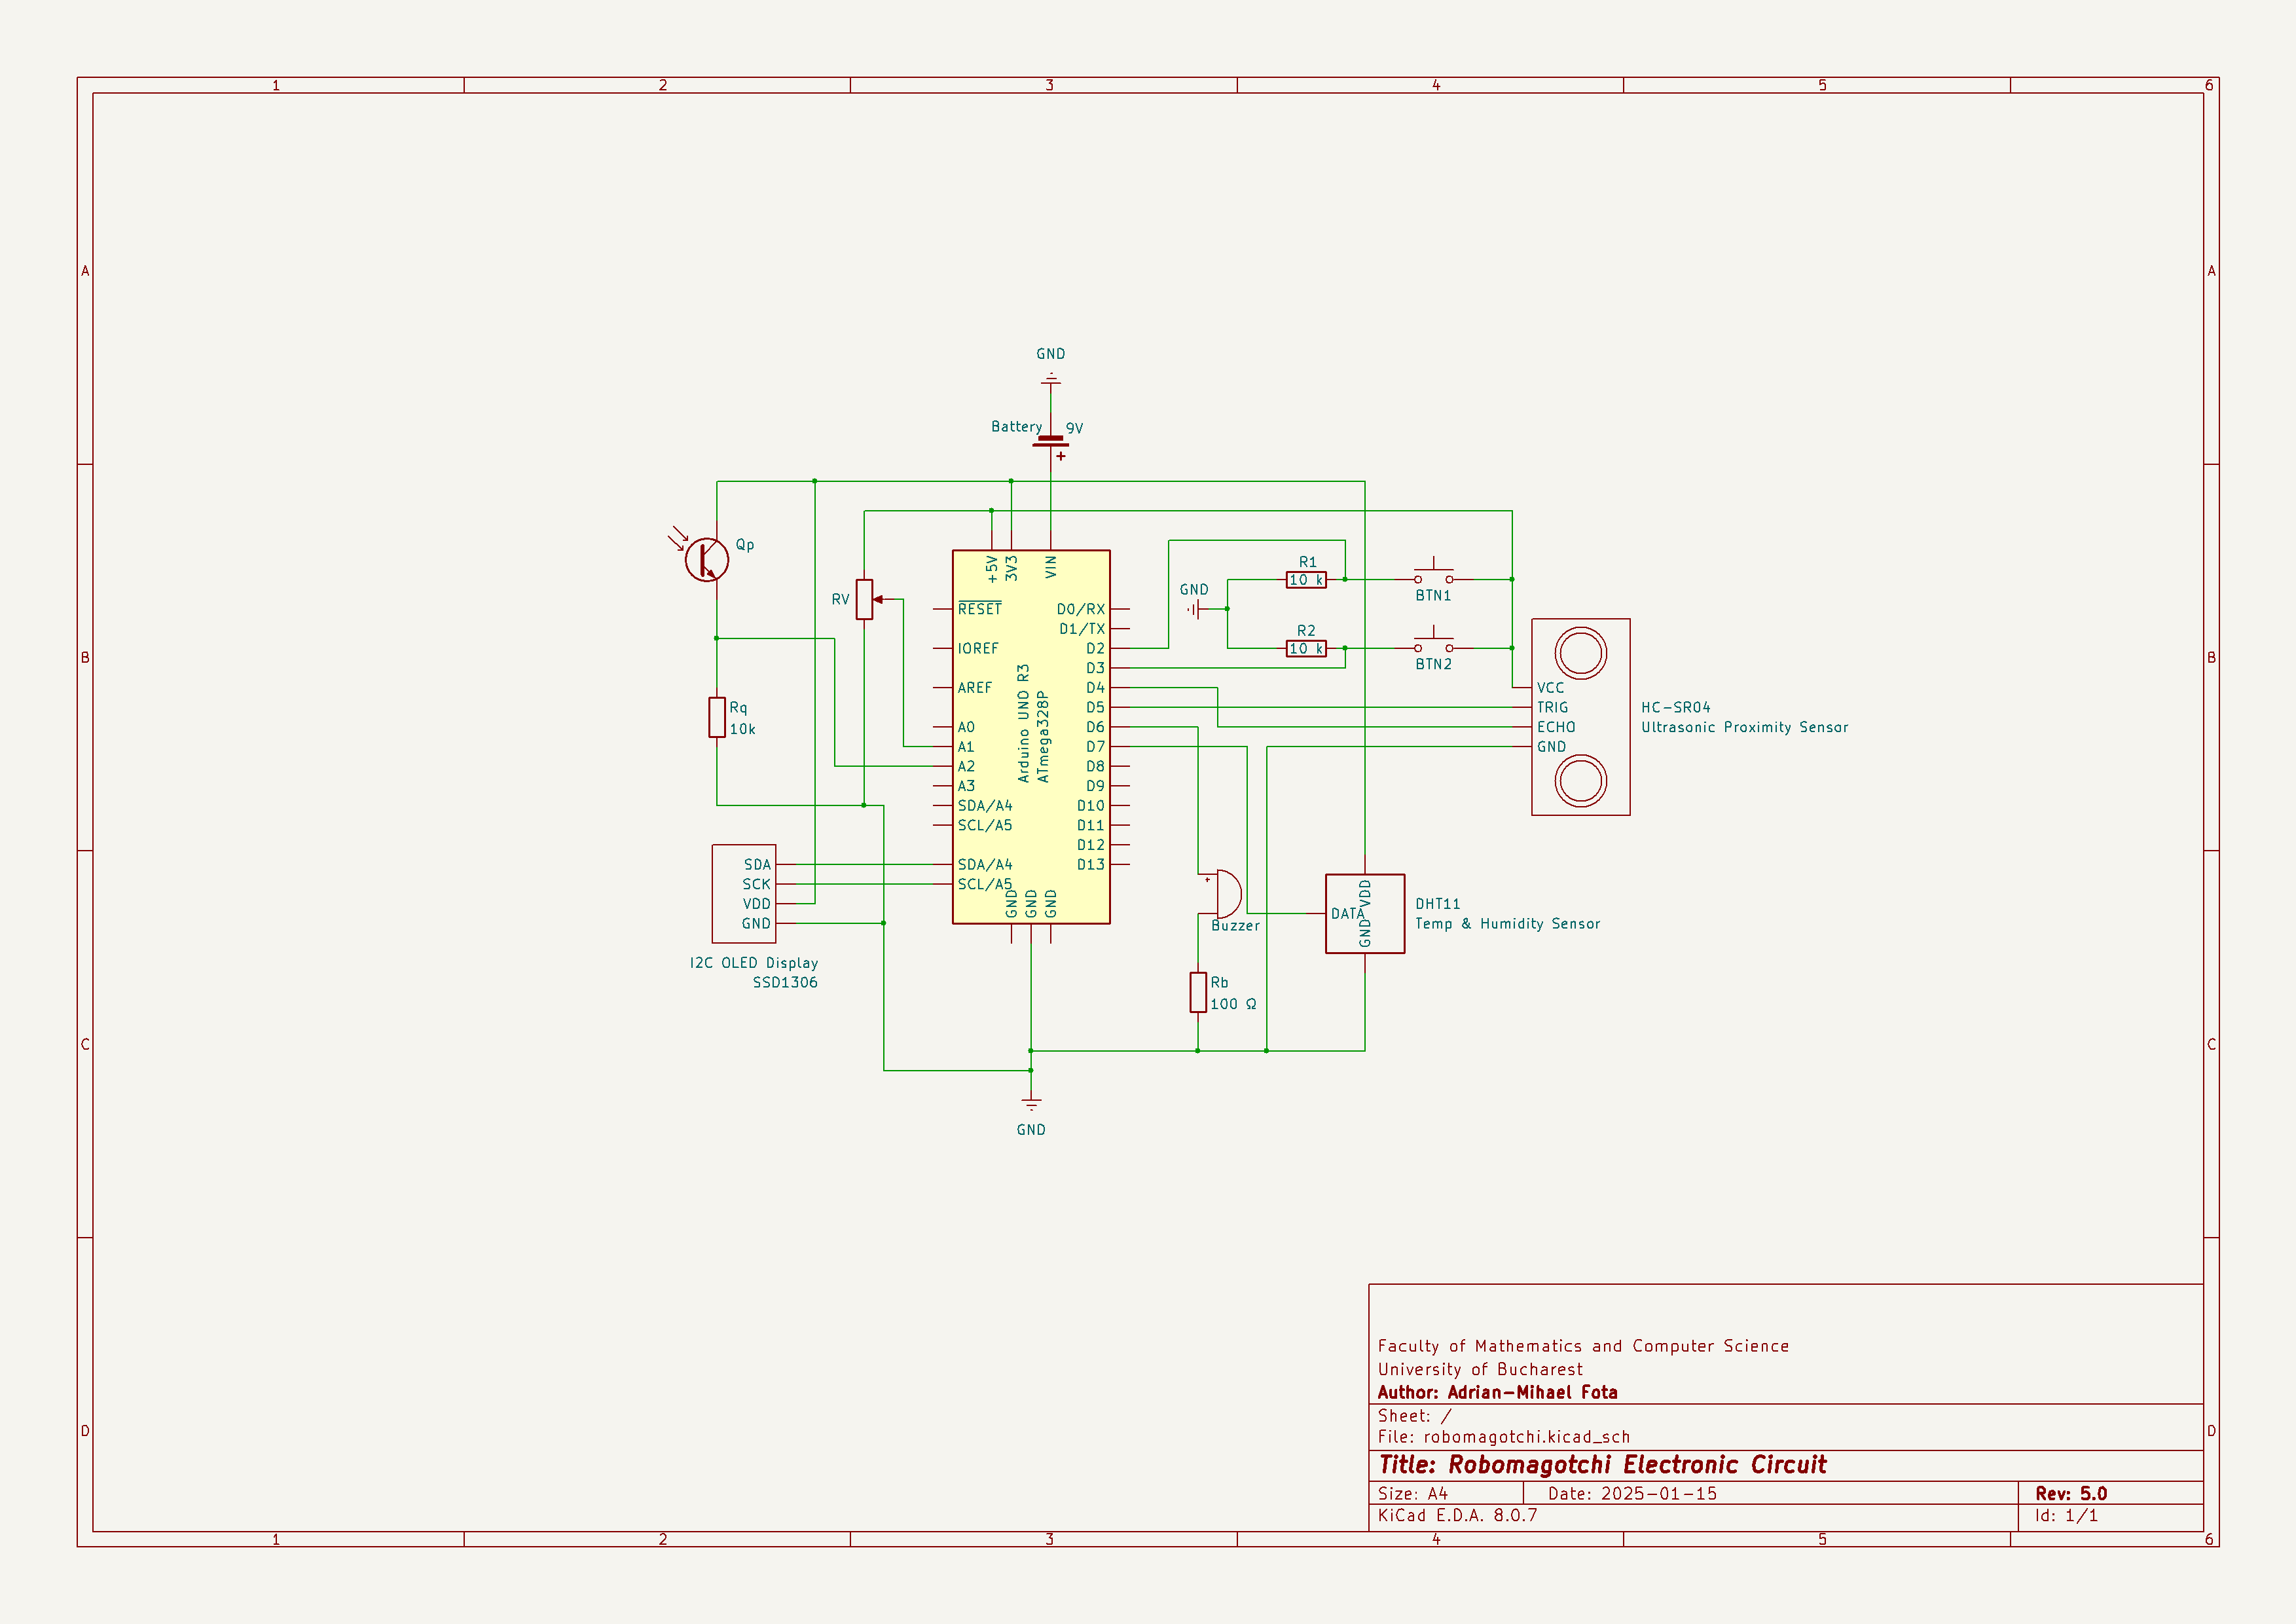 1 2 3 4 5 6
A A
B B
C C
D D
GND
Battery 9V
+
Qp
RV
Rq
10k
+5V
3V3
VIN
RESET
IOREF
AREF
A0
A1
A2
A3
SDA/A4
SCL/A5
SDA/A4
SCL/A5
Arduino UNO R3
ATmega328P
D0/RX
D1/TX
D2
D3
D4
D5
D6
D7
D8
D9
D10
D11
D12
D13
GND
GND
GND
GND
R1
10 k
BTN1
R2
10 k
BTN2
VCC
TRIG
ECHO
GND
HC-SR04
Ultrasonic Proximity Sensor
SDA
SCK
VDD
GND
I2C OLED Display
SSD1306
+
Buzzer
Rb
100 Ω
VDD
DATA
GND
DHT11
Temp & Humidity Sensor
GND
Faculty of Mathematics and Computer Science
University of Bucharest
Author: Adrian-Mihael Fota
Sheet: /
File: robomagotchi.kicad_sch
Title: Robomagotchi Electronic Circuit
Size: A4 Date: 2025-01-15 Rev: 5.0
KiCad E.D.A. 8.0.7 Id: 1/1
1 2 3 4 5 6